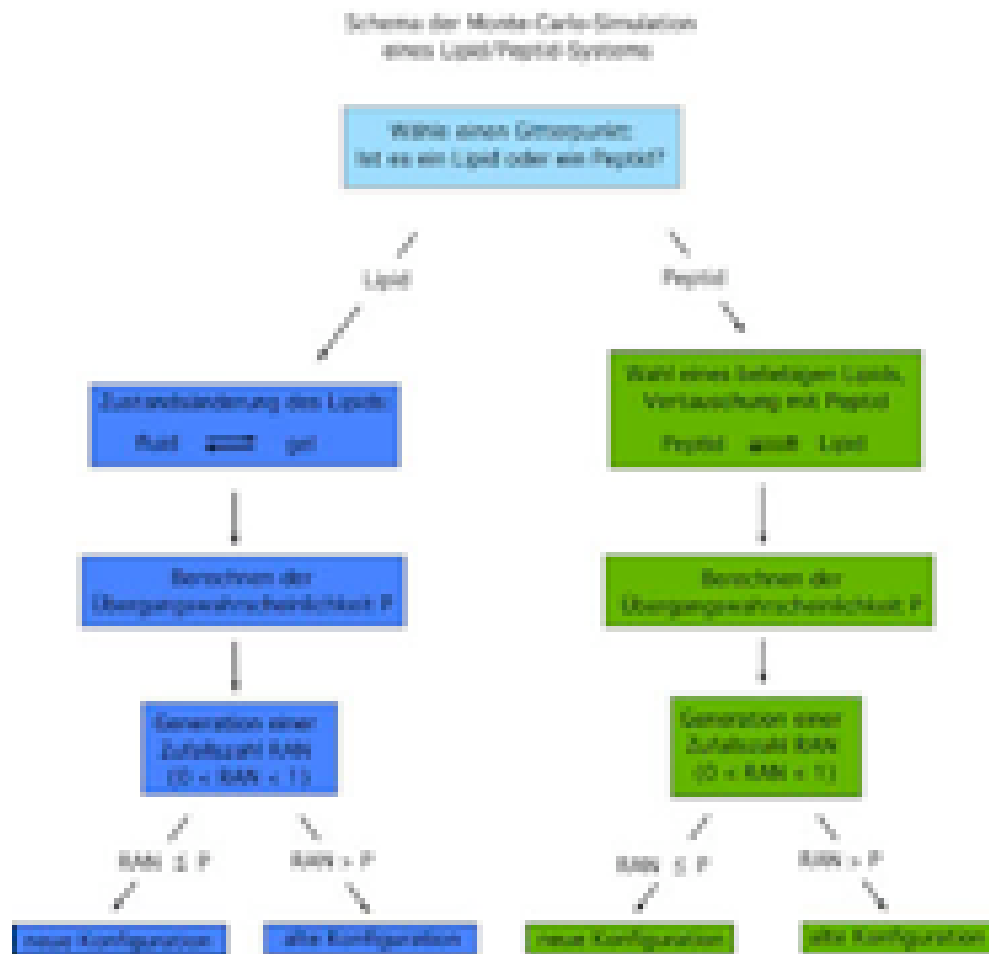 Schema der Monte-Carlo-Simulation
eines Lipid/Peptid-Systems
Wähle einen Gitterpunkt:
Ist es ein Lipid oder ein Peptid?
Lipid
Peptid
Zustandsänderung des Lipids
fluid gel
Wahl eines beliebigen Lipids,
Vertauschung mit Peptid
Peptid Lipid
Berechnen der
Übergangswahrscheinlichkeit P
Berechnen der
Übergangswahrscheinlichkeit P
Generation einer
Zufallszahl RAN
(0 < RAN < 1)
Generation einer
Zufallszahl RAN
(0 < RAN < 1)
RAN ≤ P
RAN > P
RAN ≤ P
RAN > P
neue Konfiguration
alte Konfiguration
neue Konfiguration
alte Konfiguration